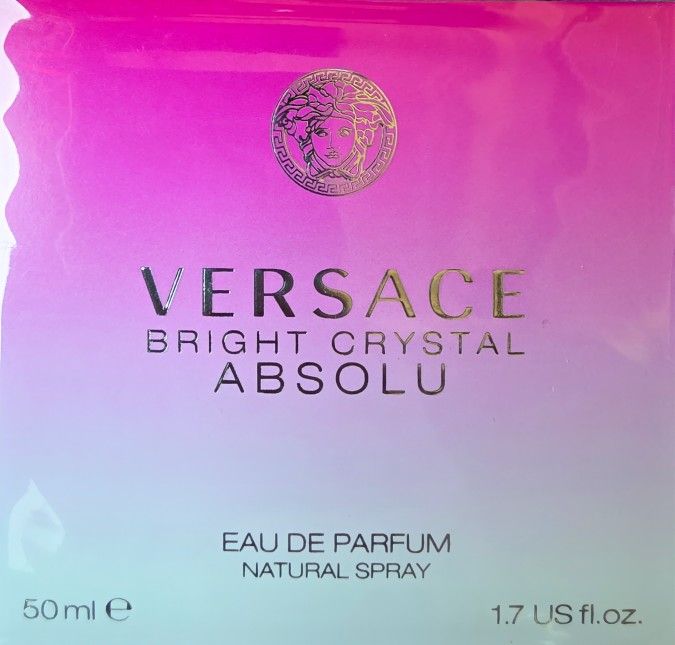 VERSACE
BRIGHT CRYSTAL
ABSOLU
EAU DE PARFUM
NATURAL SPRAY
50 ml ℮
1.7 US fl.oz.